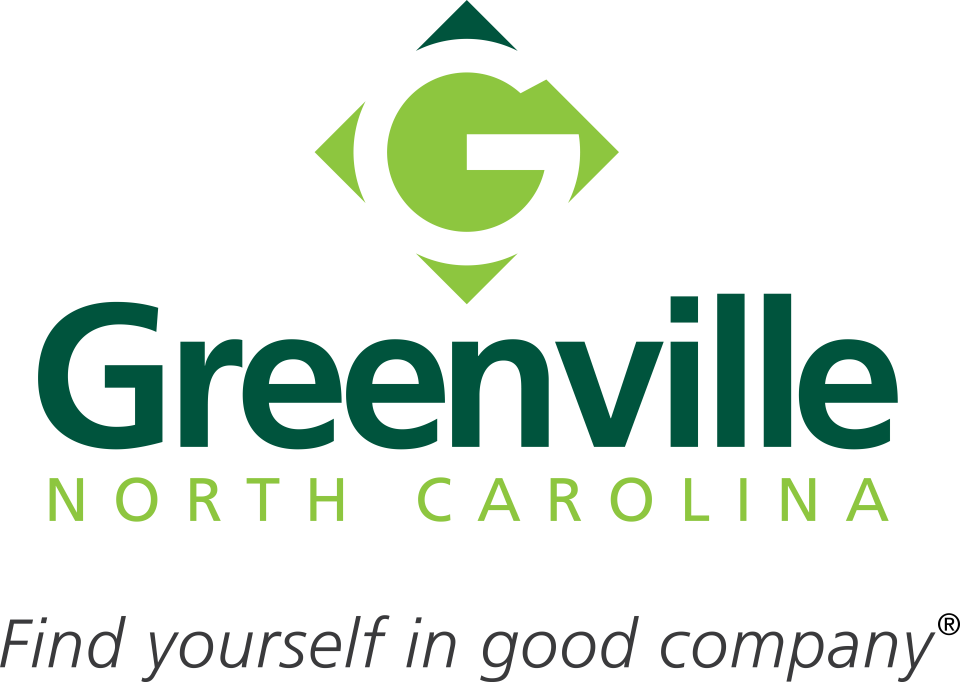 G
Greenville
NORTH CAROLINA
Find yourself in good company®